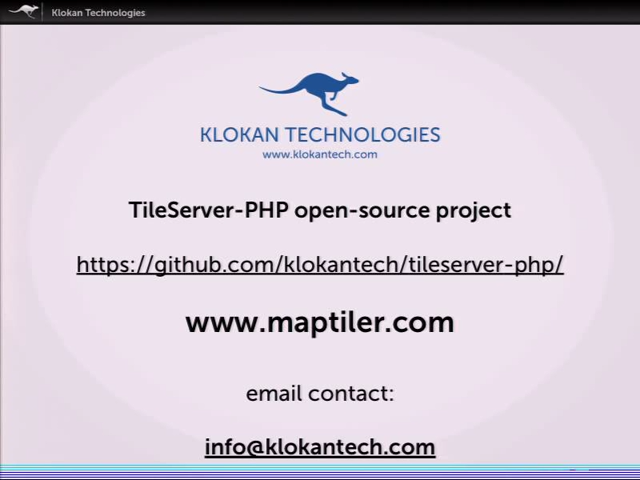 Klokan Technologies
KLOKAN TECHNOLOGIES
www.klokantech.com
TileServer-PHP open-source project
https://github.com/klokantech/tileserver-php/
www.maptiler.com
email contact:
info@klokantech.com